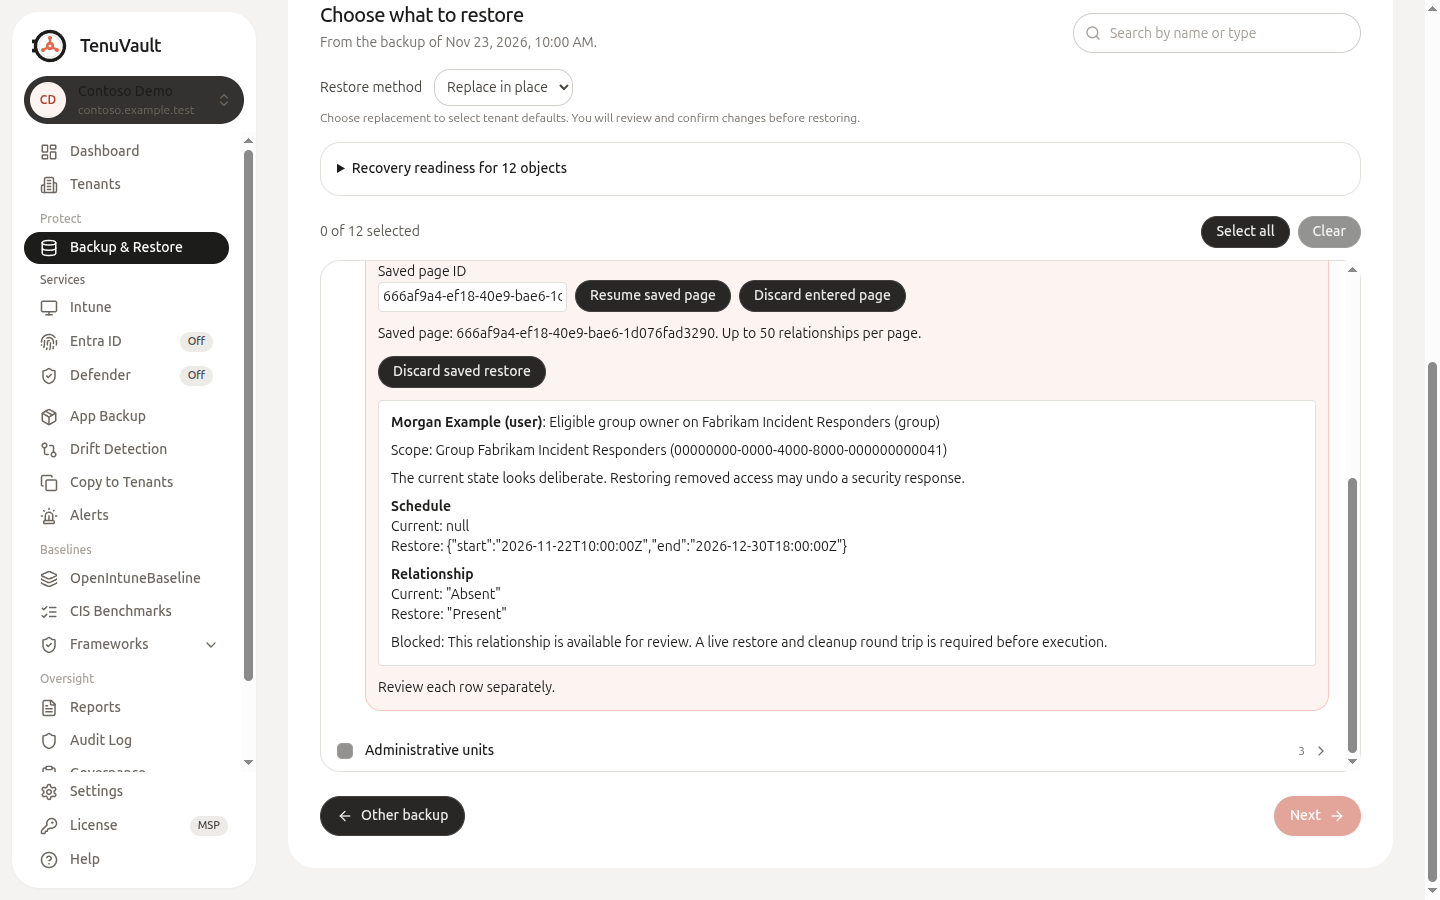 TenuVault
CD
Contoso Demo
contoso.example.test
Dashboard
Tenants
Protect
Backup & Restore
Services
Intune
Entra ID
Off
Defender
Off
App Backup
Drift Detection
Copy to Tenants
Alerts
Baselines
OpenIntuneBaseline
CIS Benchmarks
Frameworks
Oversight
Reports
Audit Log
Governance
Settings
License
MSP
Help
Choose what to restore
From the backup of Nov 23, 2026, 10:00 AM.
Search by name or type
Restore method
Replace in place
Choose replacement to select tenant defaults. You will review and confirm changes before restoring.
Recovery readiness for 12 objects
0 of 12 selected
Select all
Clear
Saved page ID
666af9a4-ef18-40e9-bae6-1c
Resume saved page
Discard entered page
Saved page: 666af9a4-ef18-40e9-bae6-1d076fad3290. Up to 50 relationships per page.
Discard saved restore
Morgan Example (user): Eligible group owner on Fabrikam Incident Responders (group)
Scope: Group Fabrikam Incident Responders (00000000-0000-4000-8000-000000000041)
The current state looks deliberate. Restoring removed access may undo a security response.
Schedule
Current: null
Restore: {"start":"2026-11-22T10:00:00Z","end":"2026-12-30T18:00:00Z"}
Relationship
Current: "Absent"
Restore: "Present"
Blocked: This relationship is available for review. A live restore and cleanup round trip is required before execution.
Review each row separately.
Administrative units
3
Other backup
Next